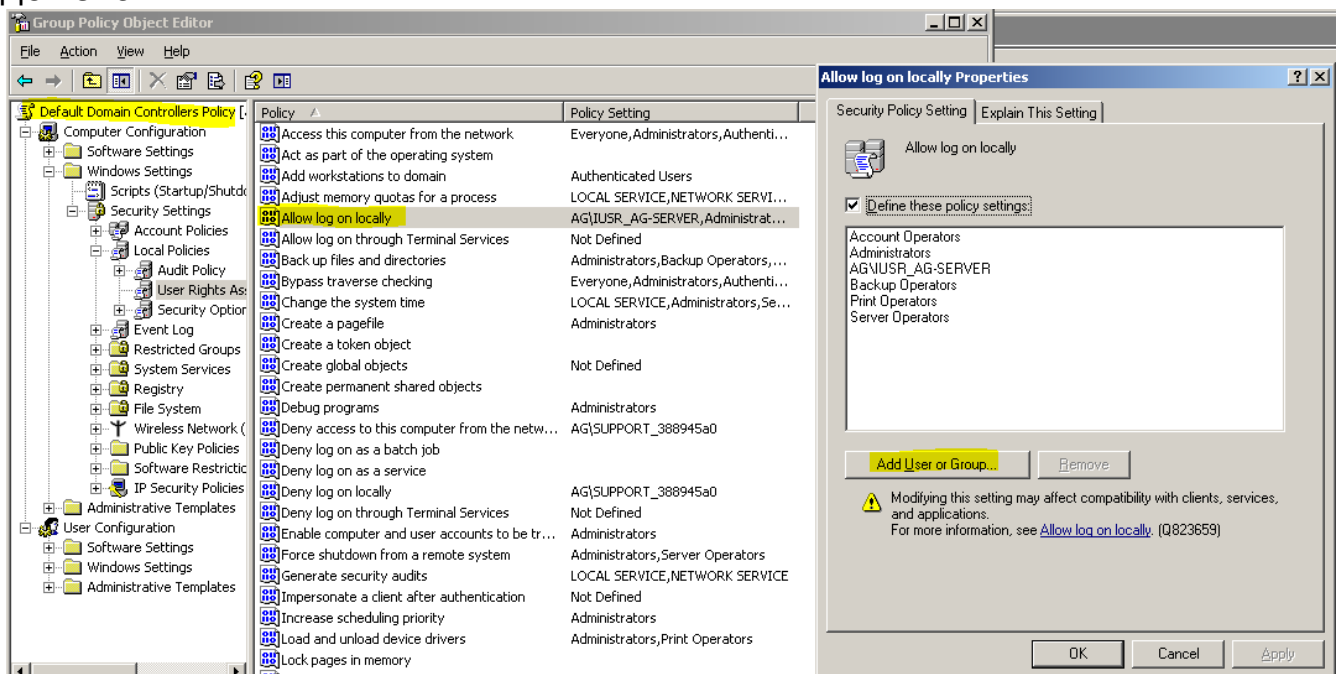 Group Policy Object Editor
File Action View Help
Default Domain Controllers Policy [
Computer Configuration
Software Settings
Windows Settings
Scripts (Startup/Shutdo
Security Settings
Account Policies
Local Policies
Audit Policy
User Rights As
Security Option
Event Log
Restricted Groups
System Services
Registry
File System
Wireless Network (
Public Key Policies
Software Restrictic
IP Security Policies
Administrative Templates
User Configuration
Software Settings
Windows Settings
Administrative Templates
Policy Policy Setting
Access this computer from the network Everyone,Administrators,Authenti...
Act as part of the operating system
Add workstations to domain Authenticated Users
Adjust memory quotas for a process LOCAL SERVICE,NETWORK SERVI...
Allow log on locally AG\IUSR_AG-SERVER,Administrat...
Allow log on through Terminal Services Not Defined
Back up files and directories Administrators,Backup Operators,...
Bypass traverse checking Everyone,Administrators,Authenti...
Change the system time LOCAL SERVICE,Administrators,Se...
Create a pagefile Administrators
Create a token object
Create global objects Not Defined
Create permanent shared objects
Debug programs Administrators
Deny access to this computer from the netw... AG\SUPPORT_388945a0
Deny log on as a batch job
Deny log on as a service
Deny log on locally AG\SUPPORT_388945a0
Deny log on through Terminal Services Not Defined
Enable computer and user accounts to be tr... Administrators
Force shutdown from a remote system Administrators,Server Operators
Generate security audits LOCAL SERVICE,NETWORK SERVICE
Impersonate a client after authentication Not Defined
Increase scheduling priority Administrators
Load and unload device drivers Administrators,Print Operators
Lock pages in memory
Allow log on locally Properties
Security Policy Setting Explain This Setting
Allow log on locally
Define these policy settings:
Account Operators
Administrators
AG\IUSR_AG-SERVER
Backup Operators
Print Operators
Server Operators
Add User or Group... Remove
Modifying this setting may affect compatibility with clients, services,
and applications.
For more information, see Allow log on locally. (Q823659)
OK Cancel Apply